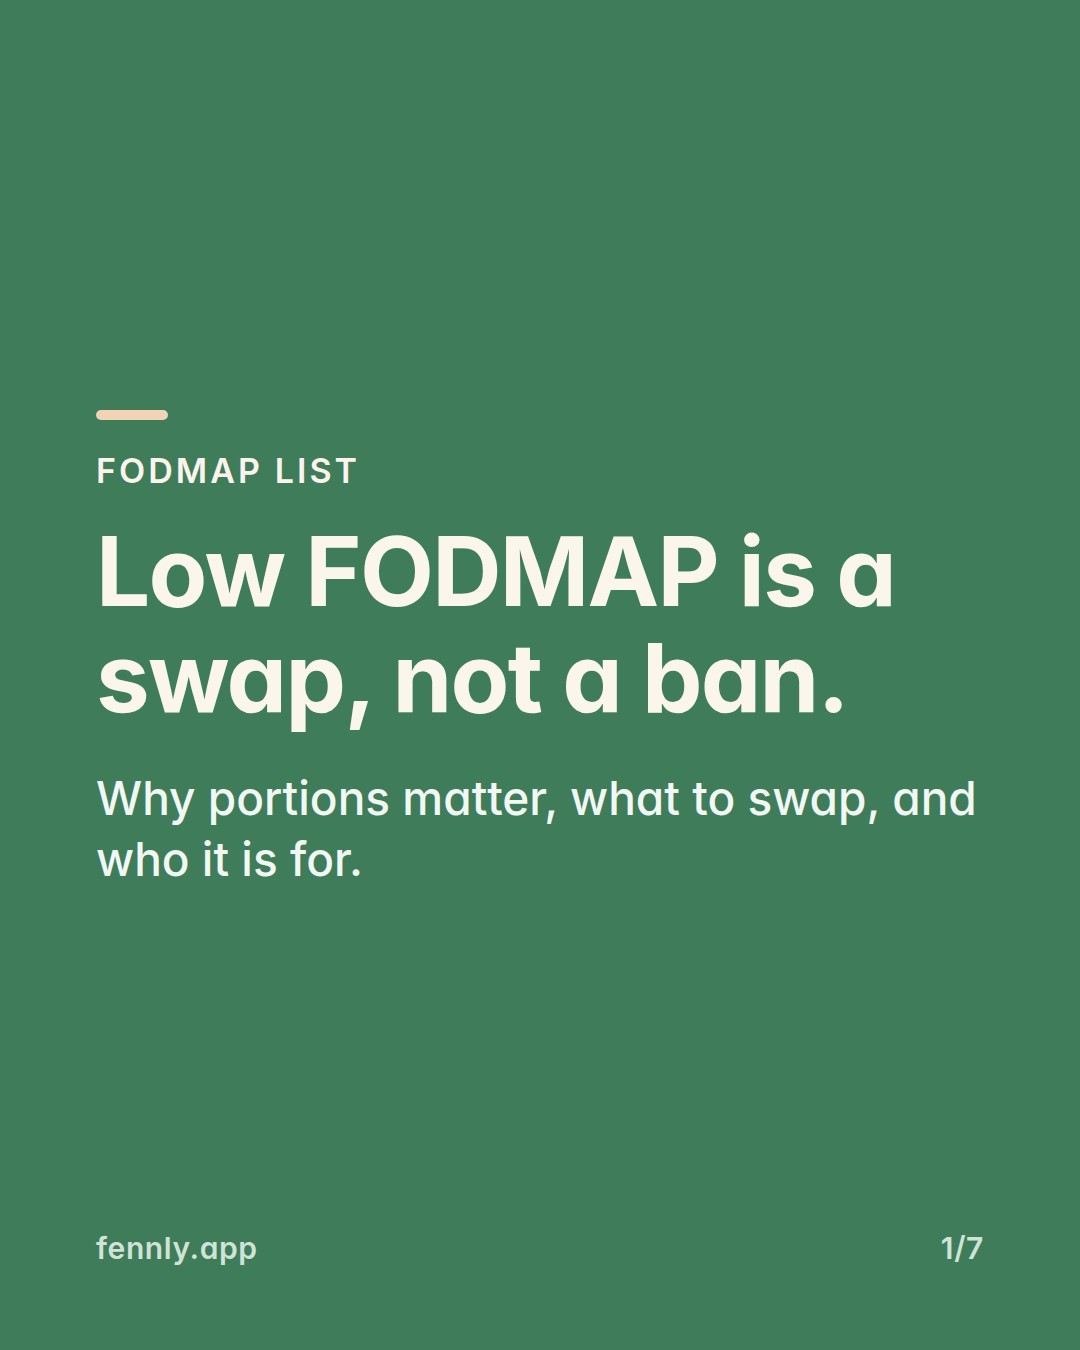 FODMAP LIST
Low FODMAP is a
swap, not a ban.
Why portions matter, what to swap, and
who it is for.
fennly.app
1/7